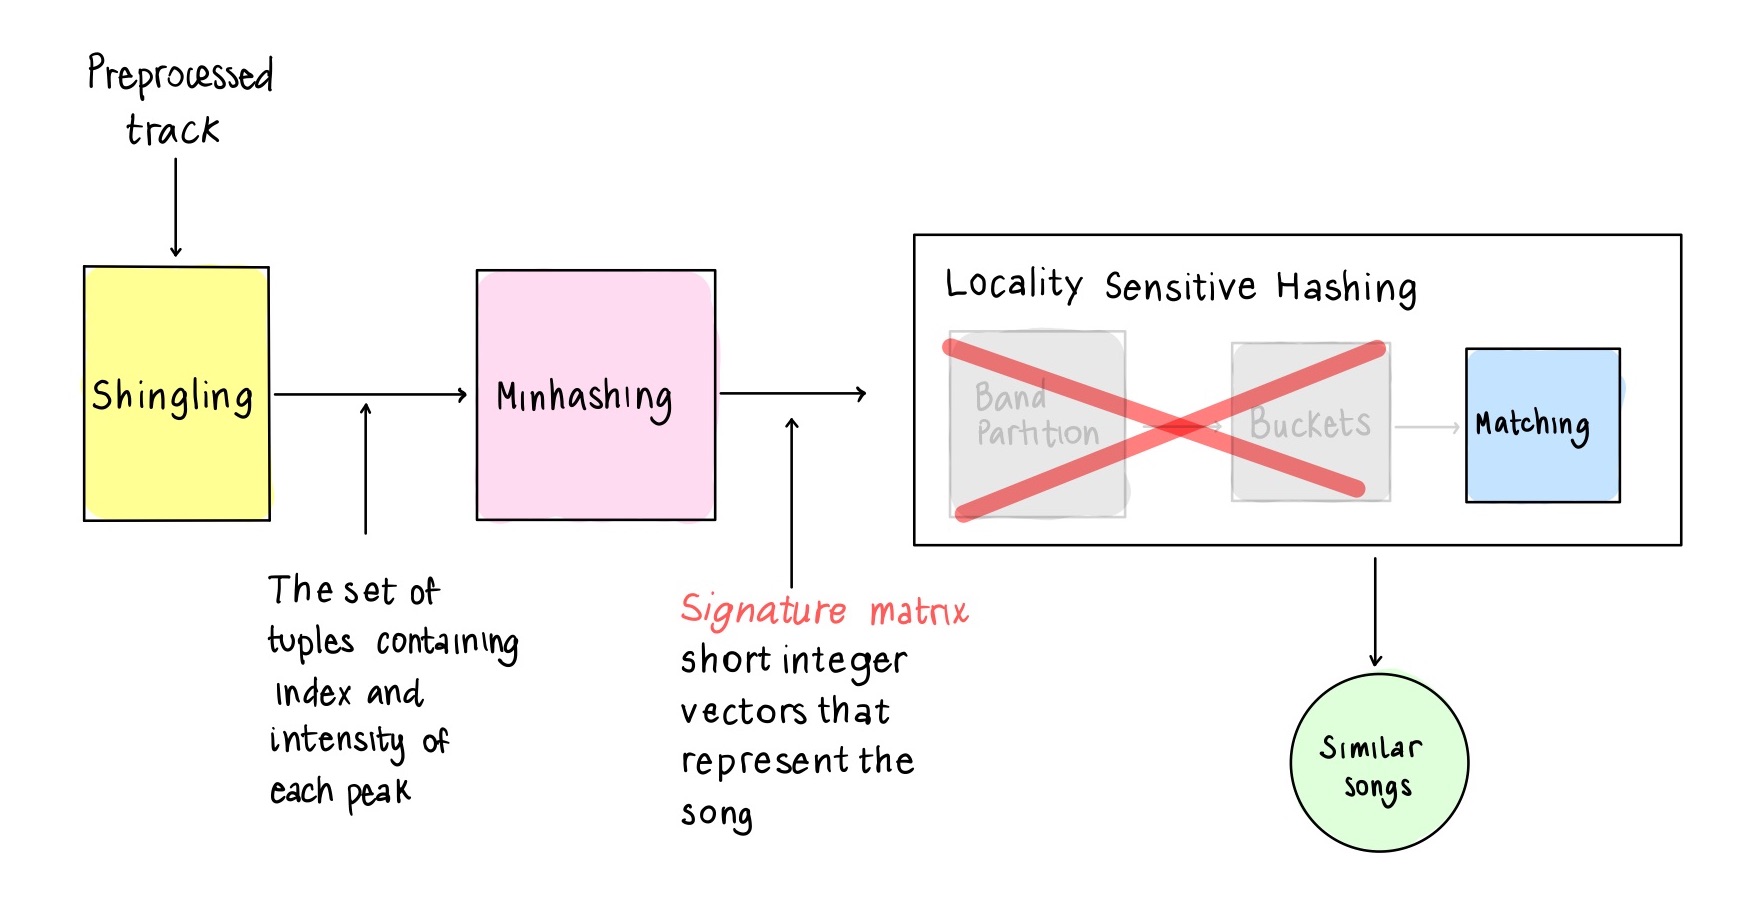 Preprocessed
track
Shingling
Minhashing
Locality Sensitive Hashing
Band
Partition
Buckets
Matching
The set of
tuples containing
index and
intensity of
each peak
Signature matrix
short integer
vectors that
represent the
song
Similar
songs